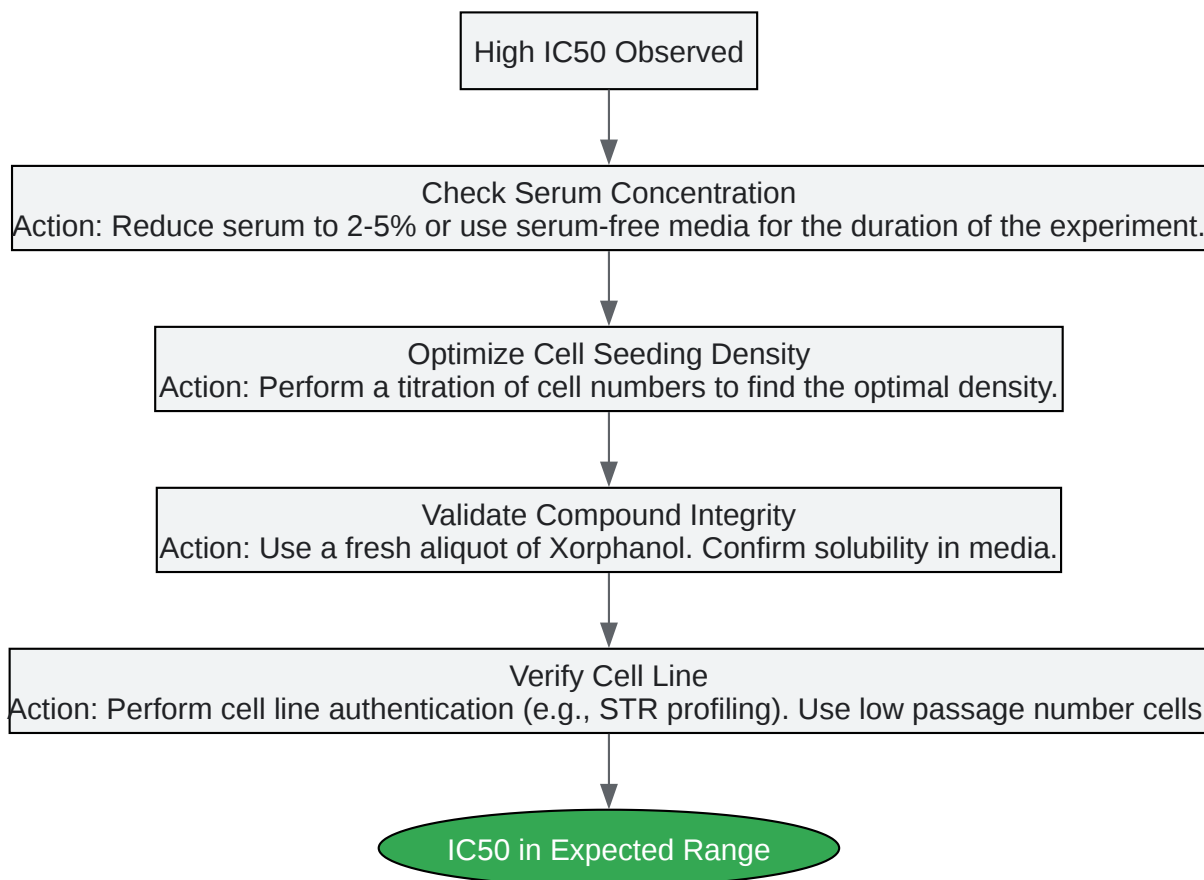 High IC50 Observed
Check Serum Concentration
Action: Reduce serum to 2-5% or use serum-free media for the duration of the experiment.
Optimize Cell Seeding Density
Action: Perform a titration of cell numbers to find the optimal density.
Validate Compound Integrity
Action: Use a fresh aliquot of Xorphanol. Confirm solubility in media.
Verify Cell Line
Action: Perform cell line authentication (e.g., STR profiling). Use low passage number cells
IC50 in Expected Range